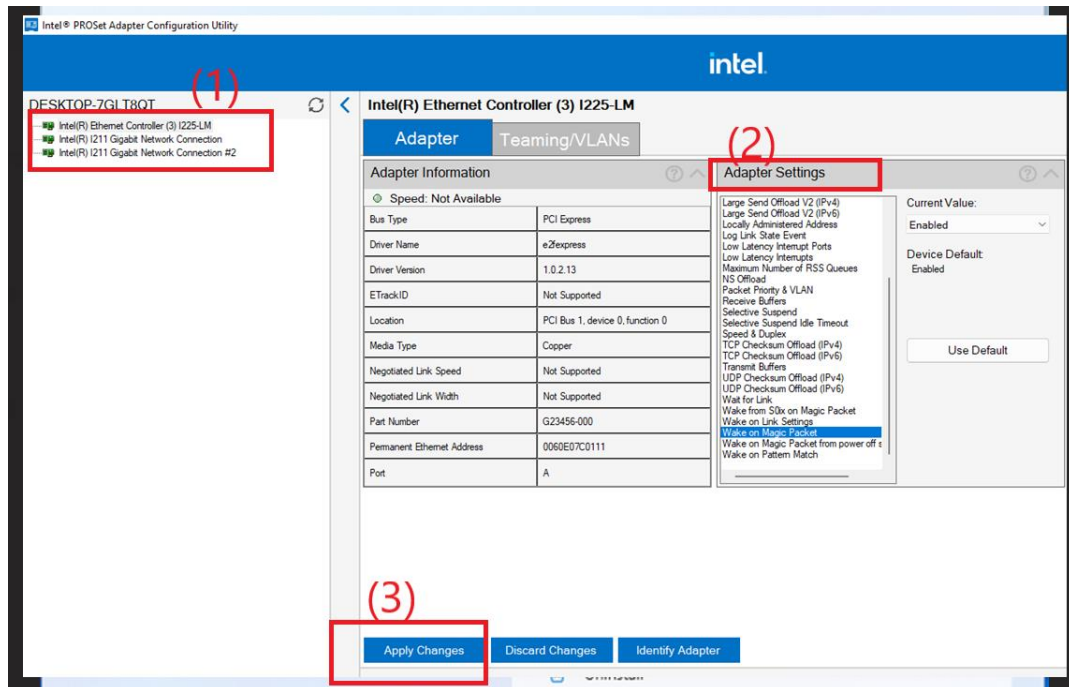 Intel® PROSet Adapter Configuration Utility
intel.
(1)
DESKTOP-7GLT8QT
Intel(R) Ethernet Controller (3) I225-LM
Intel(R) I211 Gigabit Network Connection
Intel(R) I211 Gigabit Network Connection #2
Intel(R) Ethernet Controller (3) I225-LM
Adapter
Teaming/VLANs
(2)
Adapter Information
Speed: Not Available
Bus Type PCI Express
Driver Name e2fexpress
Driver Version 1.0.2.13
ETrackID Not Supported
Location PCI Bus 1, device 0, function 0
Media Type Copper
Negotiated Link Speed Not Supported
Negotiated Link Width Not Supported
Part Number G23456-000
Permanent Ethernet Address 0060E07C0111
Port A
Adapter Settings
Large Send Offload V2 (IPv4)
Large Send Offload V2 (IPv6)
Locally Administered Address
Log Link State Event
Low Latency Interrupt Ports
Low Latency Interrupts
Maximum Number of RSS Queues
NS Offload
Packet Priority & VLAN
Receive Buffers
Selective Suspend
Selective Suspend Idle Timeout
Speed & Duplex
TCP Checksum Offload (IPv4)
TCP Checksum Offload (IPv6)
Transmit Buffers
UDP Checksum Offload (IPv4)
UDP Checksum Offload (IPv6)
Wait for Link
Wake from S0ix on Magic Packet
Wake on Link Settings
Wake on Magic Packet
Wake on Magic Packet from power off s
Wake on Pattern Match
Current Value:
Enabled
Device Default:
Enabled
Use Default
(3)
Apply Changes
Discard Changes
Identify Adapter